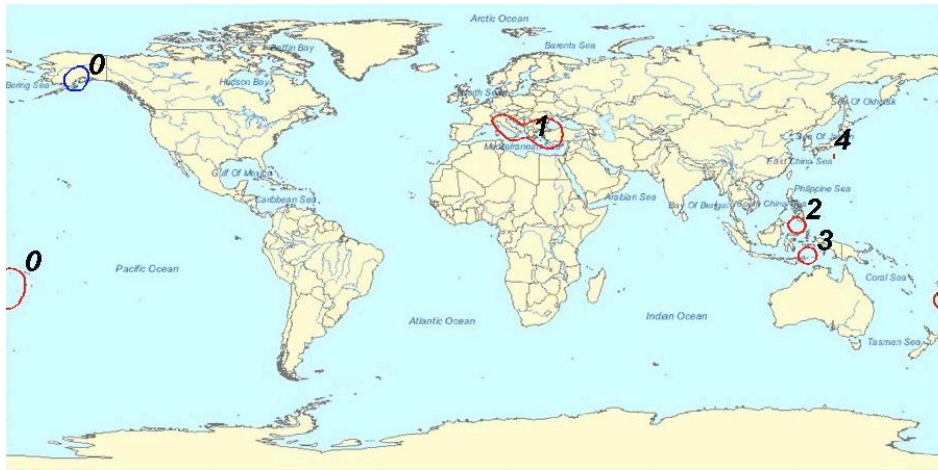 Arctic Ocean
Baffin Bay
Barents Sea
0
Bering Sea
Hudson Bay
North Sea
Sea Of Okhotsk
1
Sea Of Japan
4
Mediterranean Sea
East China Sea
Gulf Of Mexico
Philippine Sea
Caribbean Sea
Arabian Sea
Bay Of Bengal
South China Sea
2
3
0
Pacific Ocean
Coral Sea
Atlantic Ocean
Indian Ocean
Tasman Sea